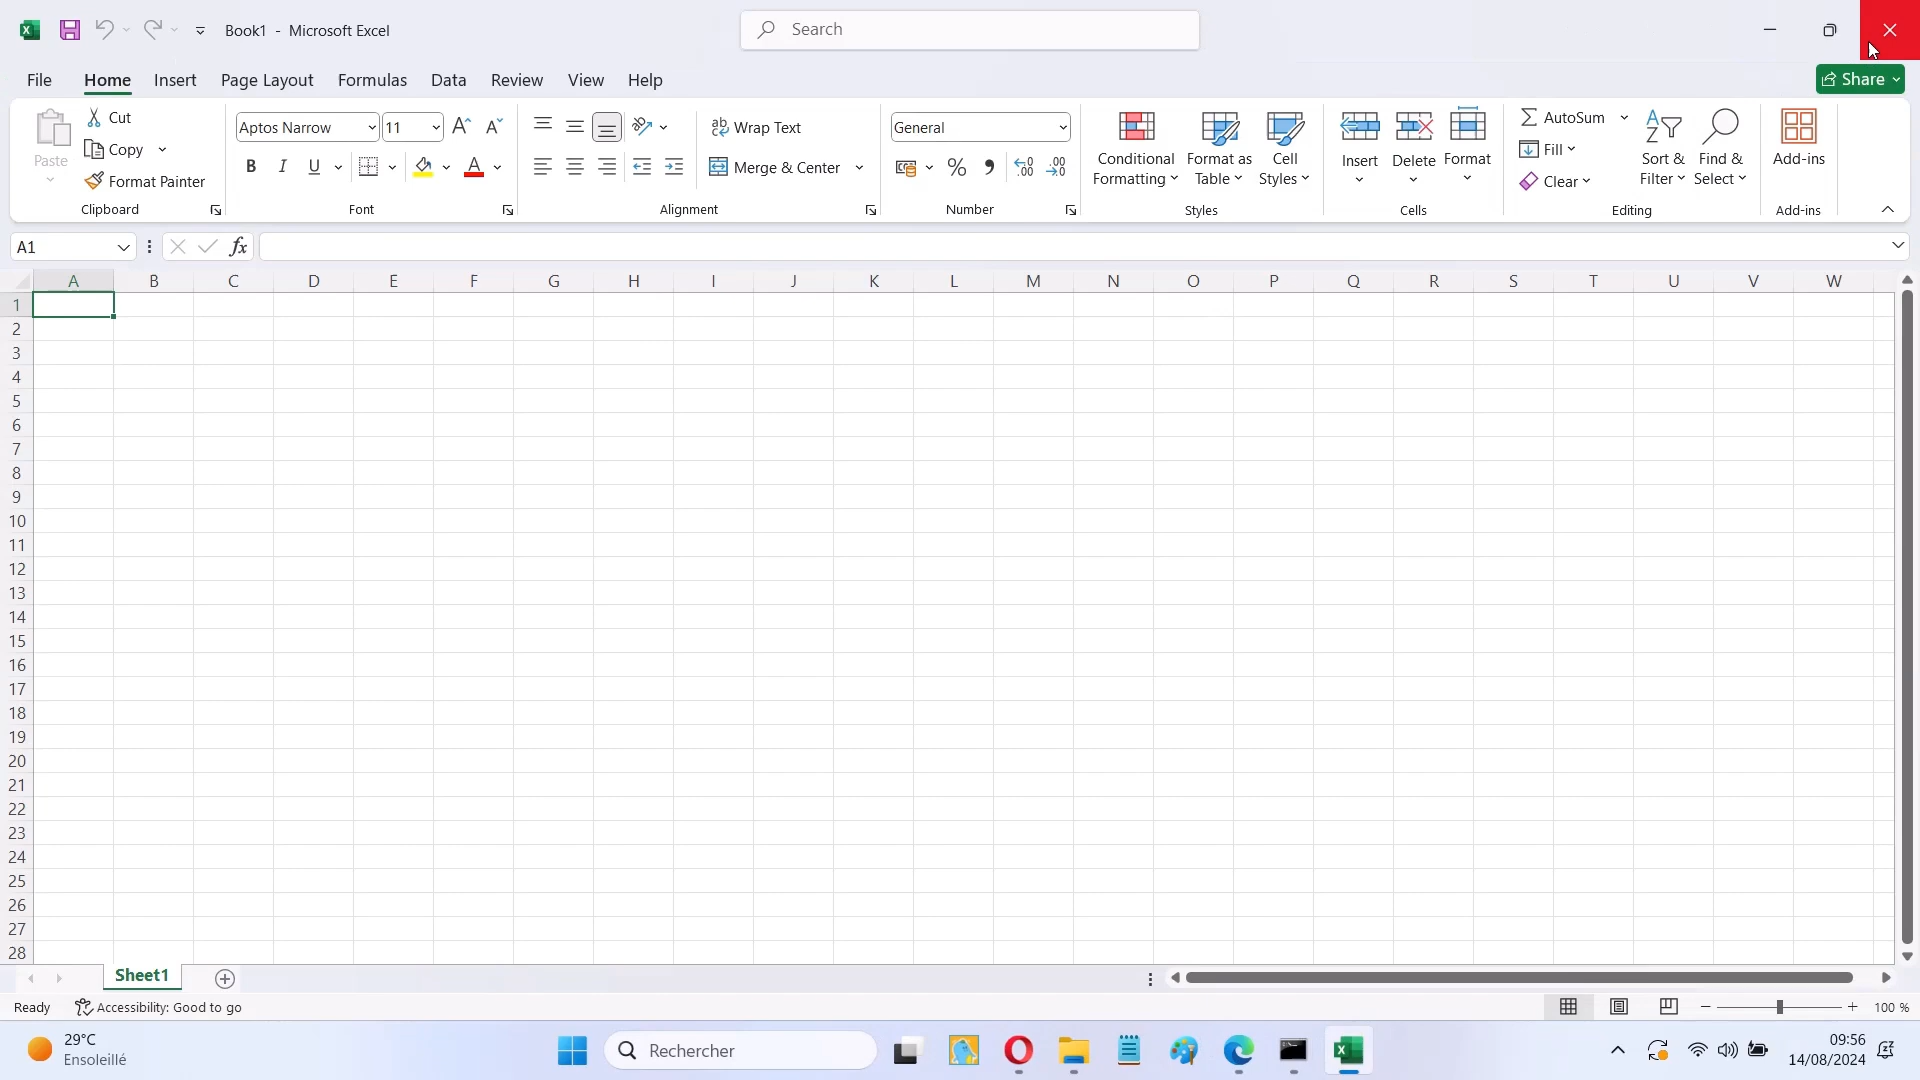 Book1 - Microsoft Excel
Search
File Home Insert Page Layout Formulas Data Review View Help
Share
Paste
Cut
Copy
Format Painter
Clipboard
Aptos Narrow 11
B I U
Font
Wrap Text
Merge & Center
Alignment
General
Number
Conditional Formatting
Format as Table
Cell Styles
Styles
Insert
Delete
Format
Cells
AutoSum
Fill
Clear
Sort & Filter
Find & Select
Editing
Add-ins
Add-ins
A1
fx
A B C D E F G H I J K L M N O P Q R S T U V W
1
2
3
4
5
6
7
8
9
10
11
12
13
14
15
16
17
18
19
20
21
22
23
24
25
26
27
28
Sheet1
Ready
Accessibility: Good to go
100 %
29°C
Ensoleillé
Rechercher
09:56
14/08/2024